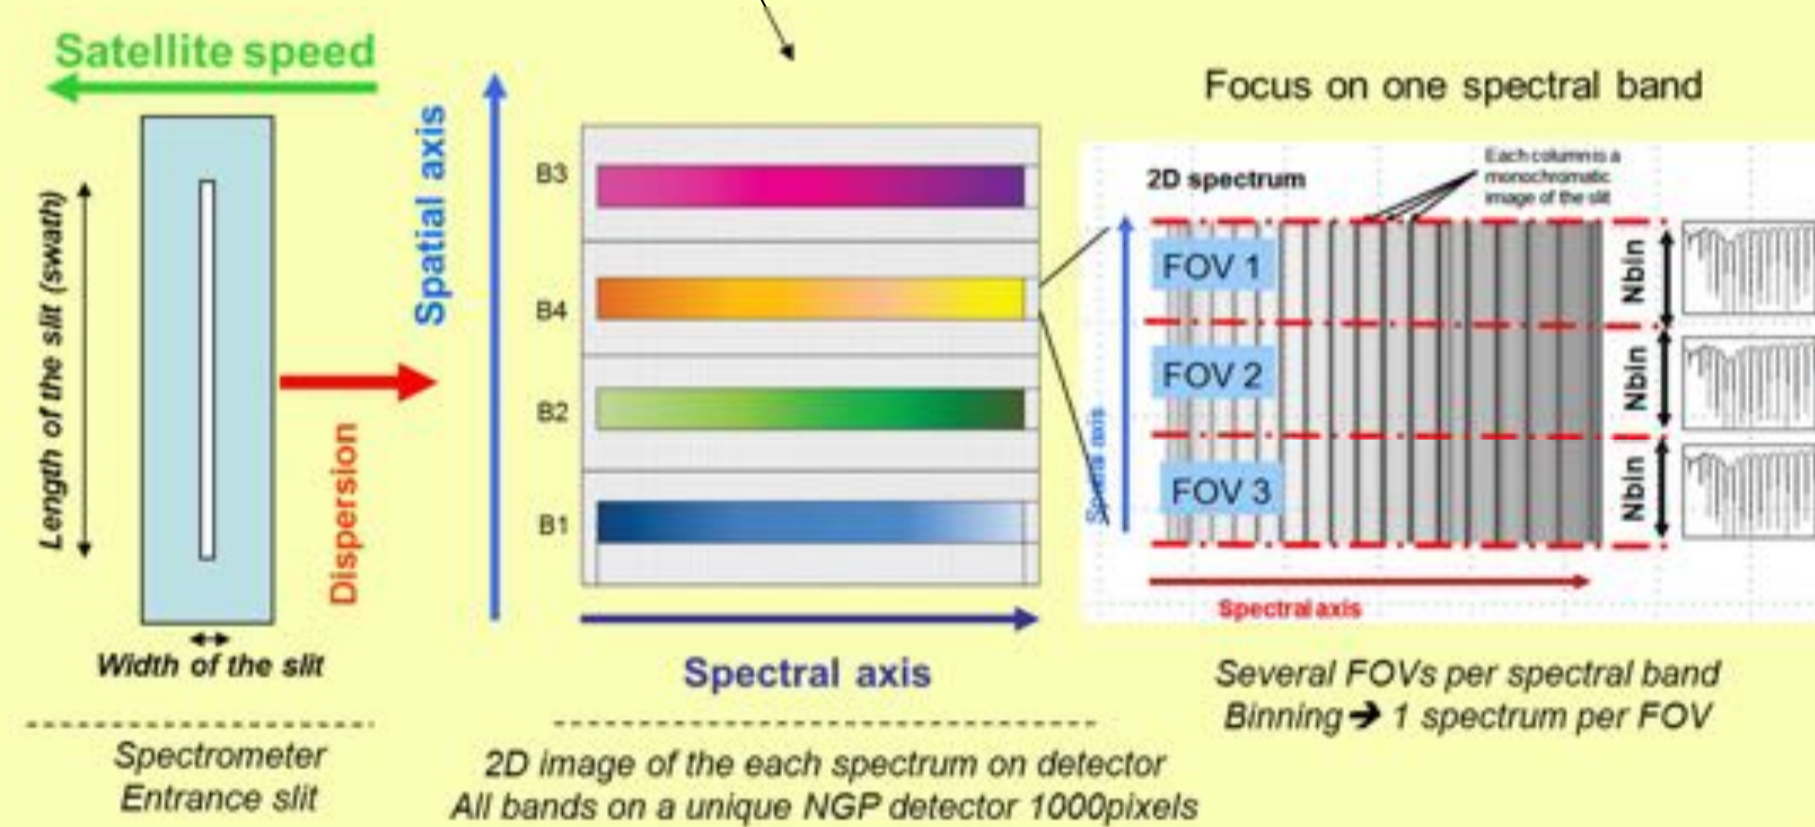 Satellite speed
Length of the slit (swath)
Width of the slit
Dispersion
Spectrometer
Entrance slit
Spatial axis
B3
B4
B2
B1
Spectral axis
2D image of the each spectrum on detector
All bands on a unique NGP detector 1000pixels
Focus on one spectral band
2D spectrum
Each column is a
monochromatic
image of the slit
FOV 1
FOV 2
FOV 3
Nbin
Nbin
Nbin
axis
Spectral axis
Several FOVs per spectral band
Binning ➔ 1 spectrum per FOV